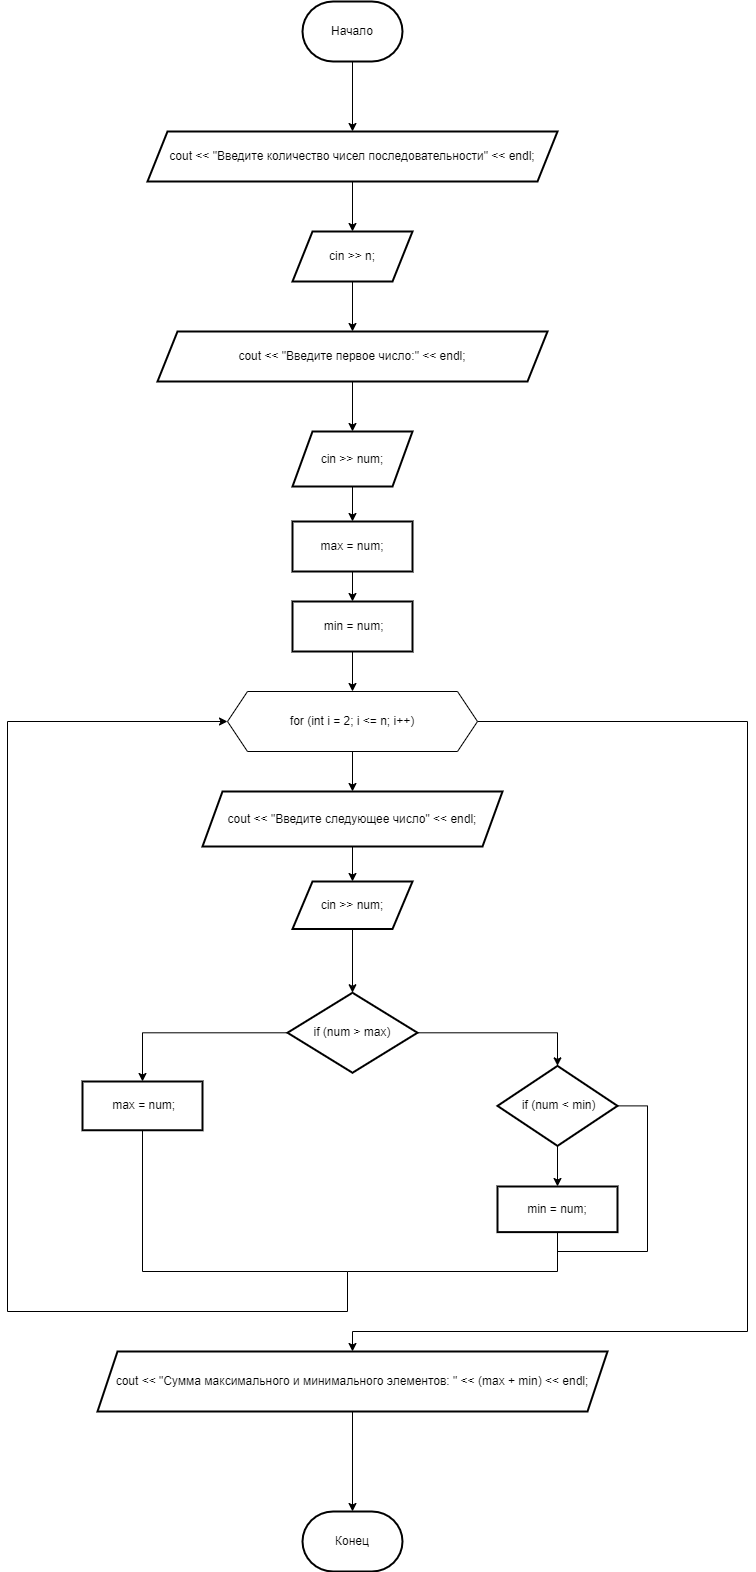 Начало
cout << "Введите количество чисел последовательности" << endl;
cin >> n;
cout << "Введите первое число:" << endl;
cin >> num;
max = num;
min = num;
for (int i = 2; i <= n; i++)
cout << "Введите следующее число" << endl;
cin >> num;
if (num > max)
max = num;
if (num < min)
min = num;
cout << "Сумма максимального и минимального элементов: " << (max + min) << endl;
Конец